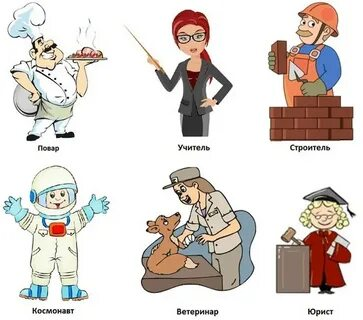 Повар
Учитель
Строитель
Космонавт
Ветеринар
Юрист